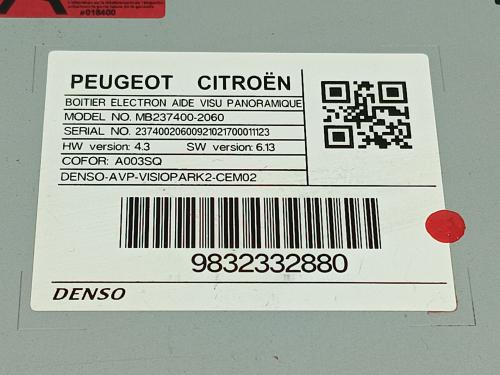 #018400
PEUGEOT CITROËN
BOITIER ELECTRON AIDE VISU PANORAMIQUE
MODEL NO. MB237400-2060
SERIAL NO. 23740020600921021700011123
HW version: 4.3 SW version: 6.13
COFOR: A003SQ
DENSO-AVP-VISIOPARK2-CEM02
9832332880
DENSO